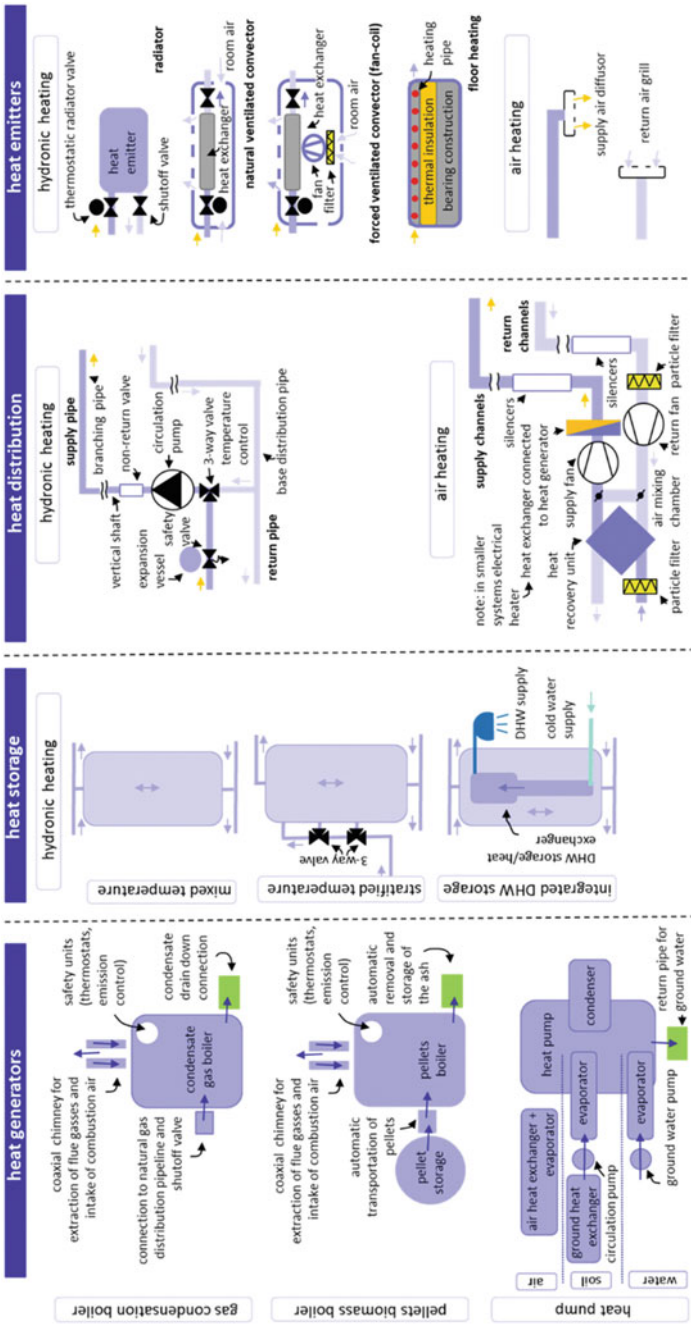 heat generators
gas condensation boiler
coaxial chimney for
extraction of flue gasses and
intake of combustion air
safety units
(thermostats,
emission
control)
condensate
gas boiler
condensate
drain down
connection
connection to natural gas
distribution pipeline and
shutoff valve
pellets biomass boiler
coaxial chimney for
extraction of flue gasses and
intake of combustion air
safety units
(thermostats,
emission
control)
automatic
transportation of
pellets
pellet
storage
pellets
boiler
automatic
removal and
storage of
the ash
heat pump
air
soil
water
air heat exchanger +
evaporator
ground heat
exchanger
circulation pump
evaporator
evaporator
heat pump
condenser
ground water pump
return pipe for
ground water
heat storage
hydronic heating
mixed temperature
stratified temperature
3-way
valve
integrated DHW storage
DHW storage/heat
exchanger
DHW supply
cold water
supply
heat distribution
hydronic heating
supply pipe
branching pipe
vertical shaft
non-return valve
expansion
vessel
safety
valve
circulation
pump
3-way valve
temperature
control
return pipe
base distribution pipe
air heating
note: in smaller
systems electrical
heater
supply channels
silencers
heat exchanger connected
to heat generator
return
channels
silencers
heat
recovery unit
supply fan
air mixing
chamber
return fan
particle filter
particle filter
heat emitters
hydronic heating
thermostatic radiator valve
heat
emitter
shutoff valve
radiator
heat exchanger
room air
natural ventilated convector
fan
filter
heat exchanger
room air
forced ventilated convector (fan-coil)
heating
pipe
thermal insulation
bearing construction
floor heating
air heating
supply air diffusor
return air grill